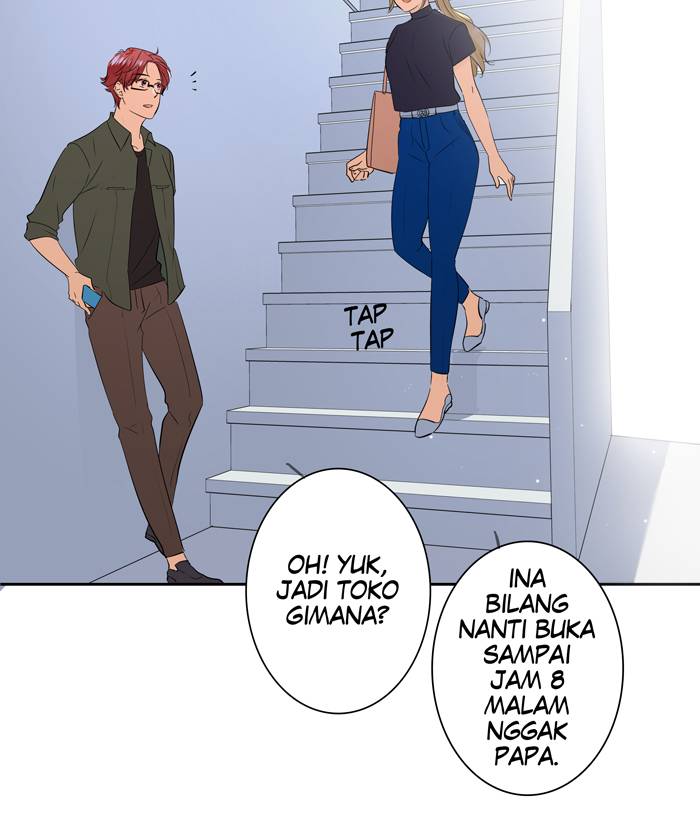 TAP
TAP
OH! YUK,
JADI TOKO
GIMANA?
INA
BILANG
NANTI BUKA
SAMPAI
JAM 8
MALAM
NGGAK
PAPA.